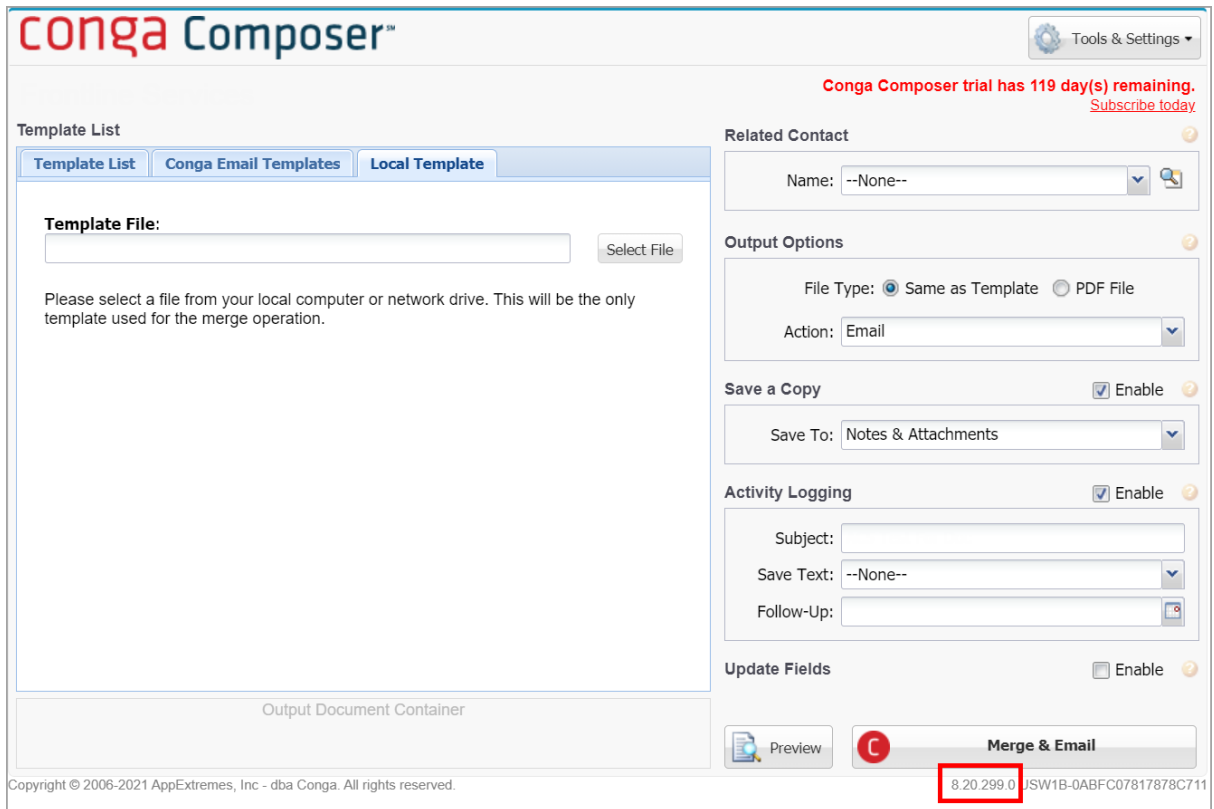 conga Composer℠
Tools & Settings
Conga Composer trial has 119 day(s) remaining.
Subscribe today
Template List
Template List
Conga Email Templates
Local Template
Template File:
Select File
Please select a file from your local computer or network drive. This will be the only
template used for the merge operation.
Output Document Container
Related Contact
Name: --None--
Output Options
File Type: Same as Template PDF File
Action: Email
Save a Copy Enable
Save To: Notes & Attachments
Activity Logging Enable
Subject:
Save Text: --None--
Follow-Up:
Update Fields Enable
Preview
C Merge & Email
Copyright © 2006-2021 AppExtremes, Inc - dba Conga. All rights reserved.
8.20.299.0 USW1B-0ABFC07817878C711